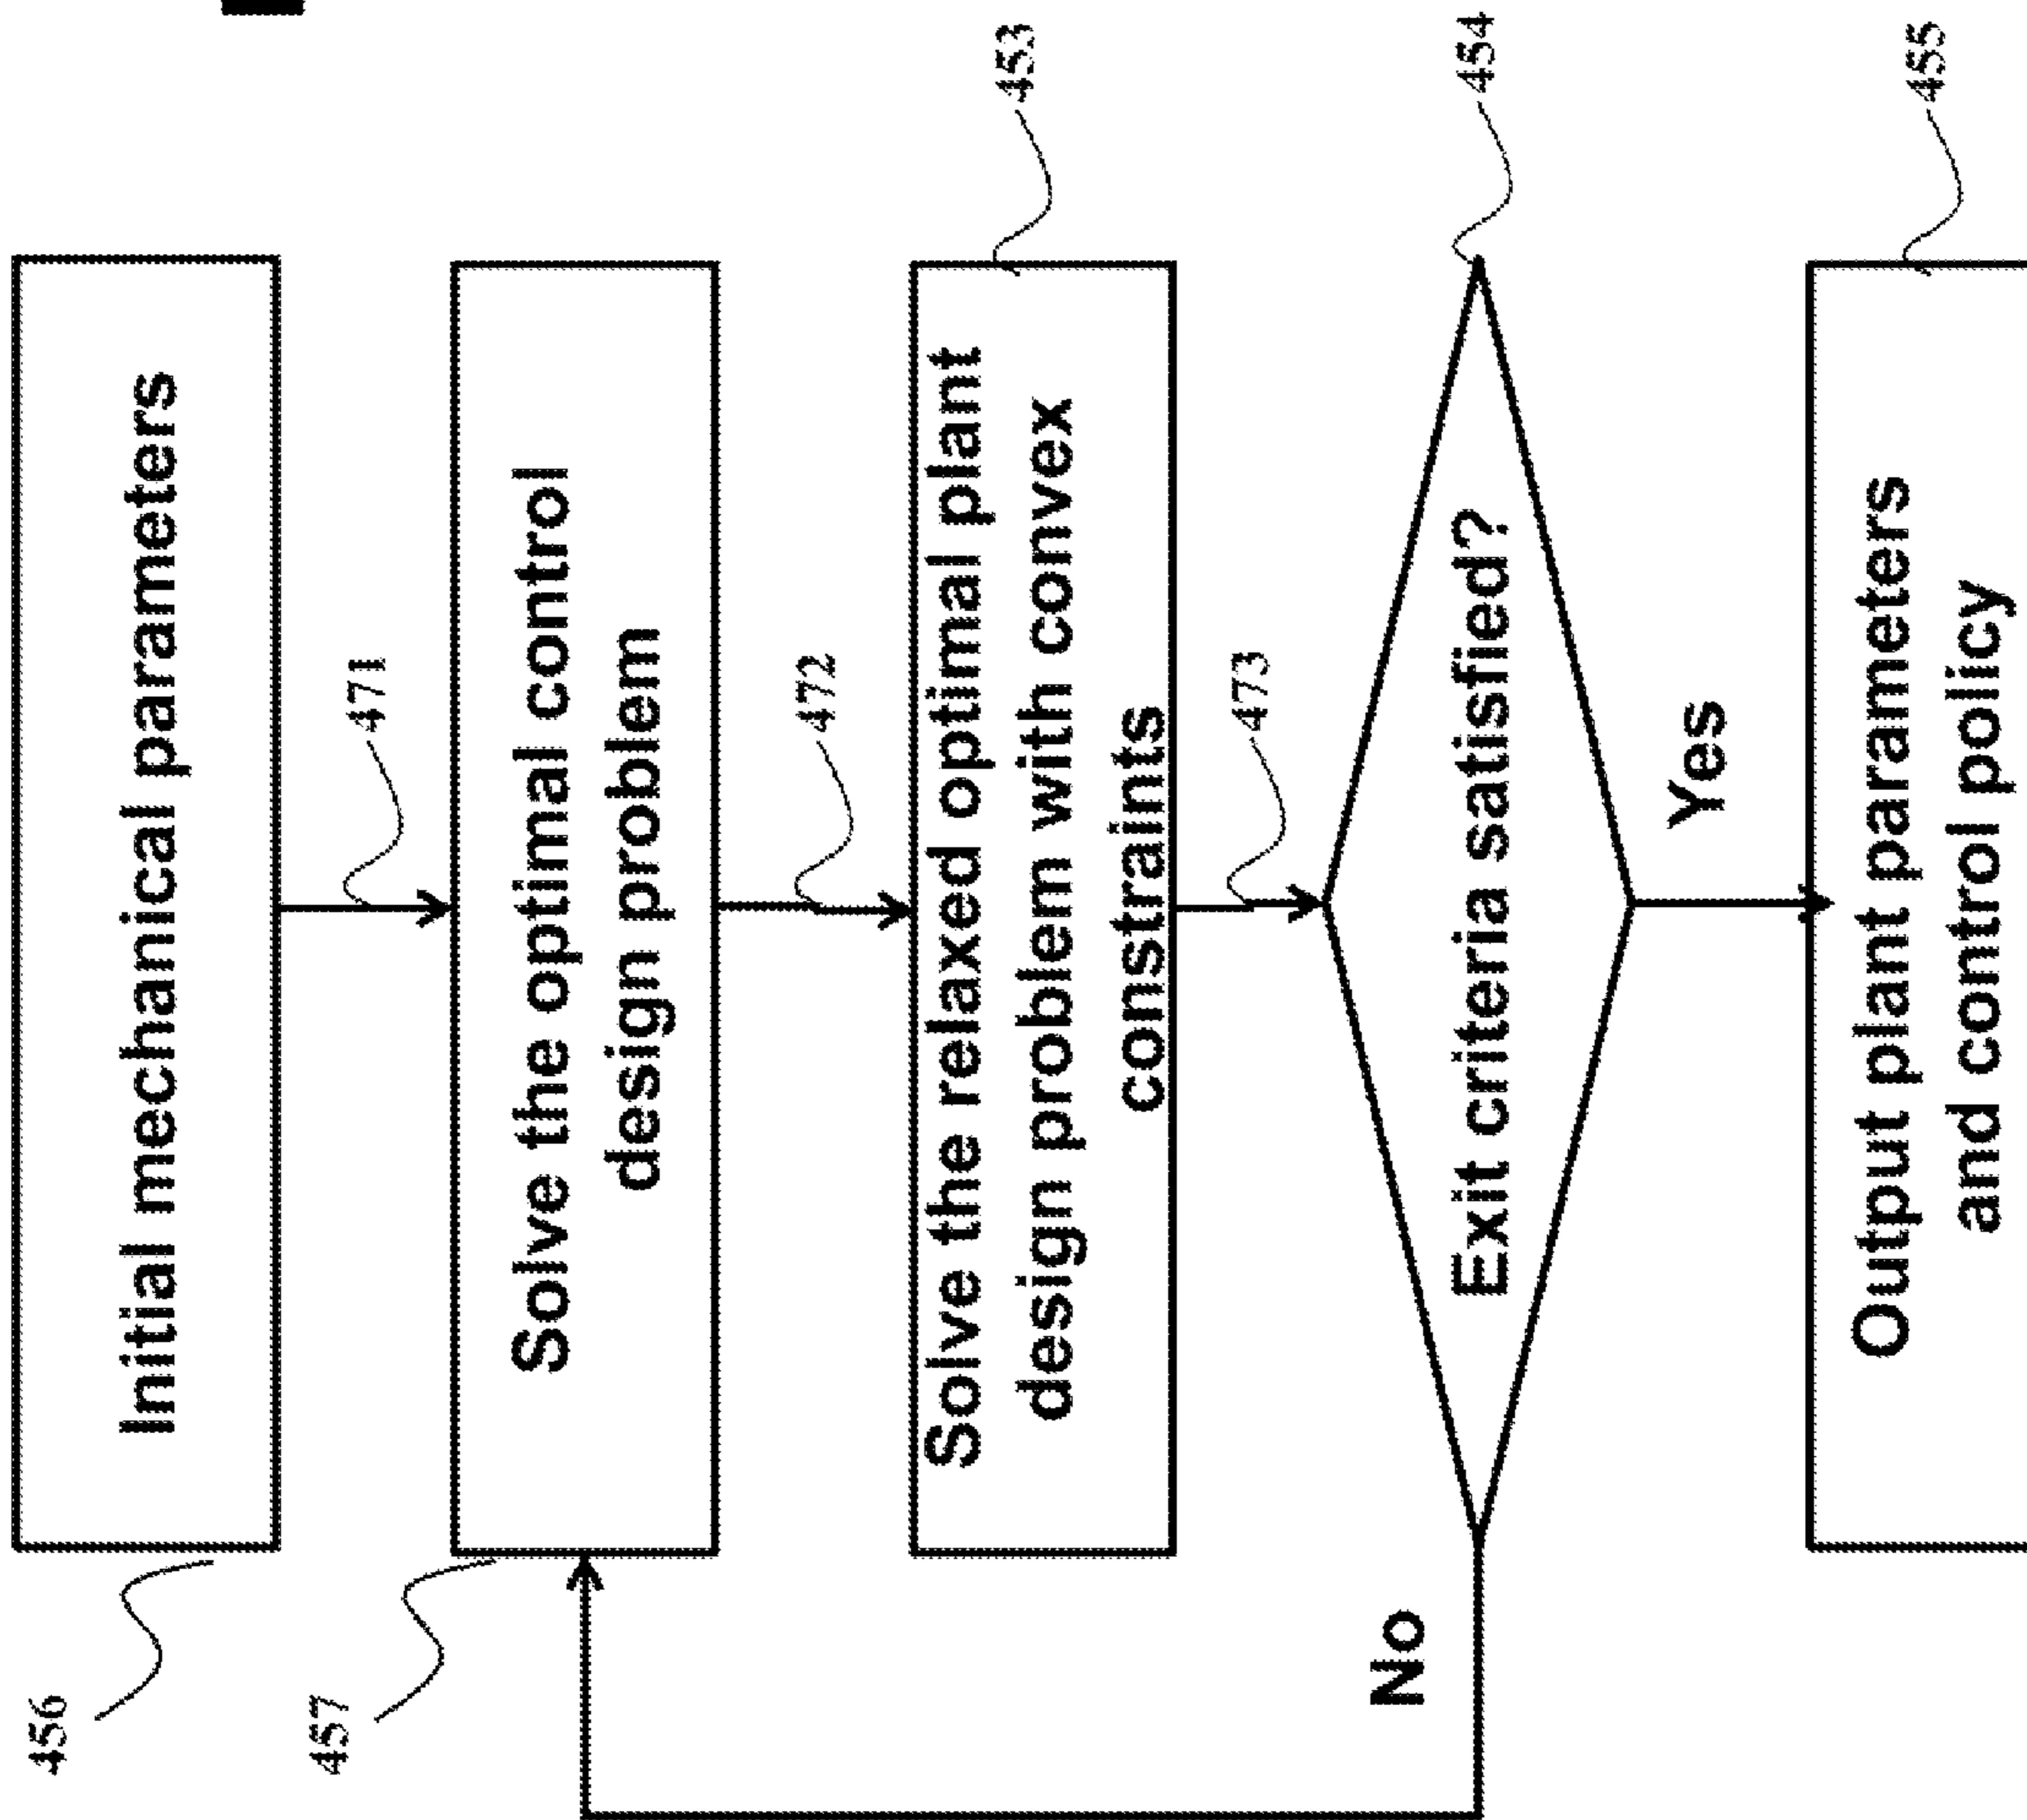 456
Initial mechanical parameters
471
457
Solve the optimal control
design problem
472
453
Solve the relaxed optimal plant
design problem with convex
constraints
473
454
Exit criteria satisfied?
No
Yes
455
Output plant parameters
and control policy